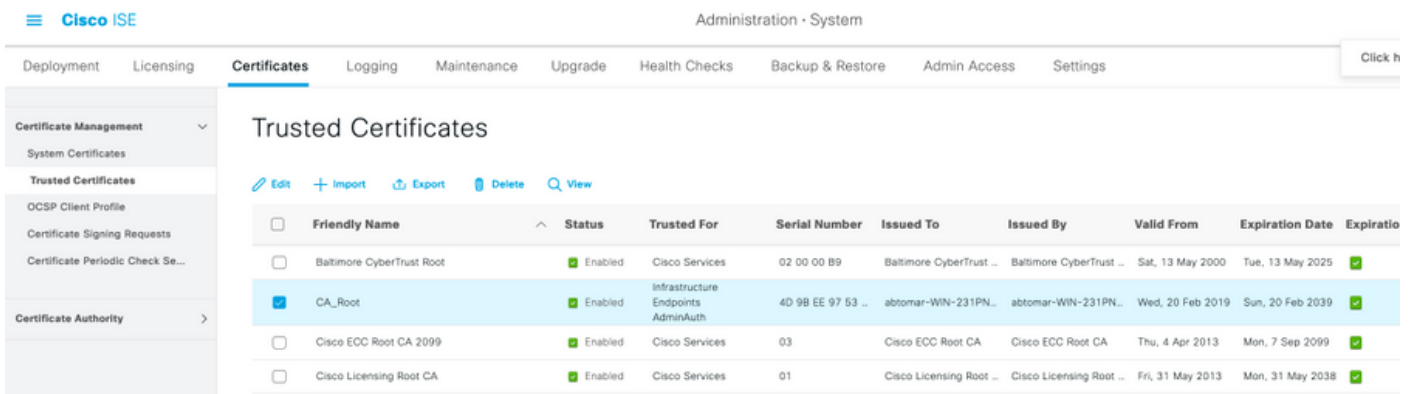 Cisco ISE
Administration · System
Click h
Deployment Licensing Certificates Logging Maintenance Upgrade Health Checks Backup & Restore Admin Access Settings
Certificate Management
System Certificates
Trusted Certificates
OCSP Client Profile
Certificate Signing Requests
Certificate Periodic Check Se...
Certificate Authority
Trusted Certificates
Edit Import Export Delete View
Friendly Name Status Trusted For Serial Number Issued To Issued By Valid From Expiration Date Expiratio
Baltimore CyberTrust Root Enabled Cisco Services 02 00 00 B9 Baltimore CyberTrust ... Baltimore CyberTrust ... Sat, 13 May 2000 Tue, 13 May 2025
Infrastructure
CA_Root Enabled Endpoints 4D 9B EE 97 53 ... abtomar-WIN-231PN... abtomar-WIN-231PN... Wed, 20 Feb 2019 Sun, 20 Feb 2039
AdminAuth
Cisco ECC Root CA 2099 Enabled Cisco Services 03 Cisco ECC Root CA Cisco ECC Root CA Thu, 4 Apr 2013 Mon, 7 Sep 2099
Cisco Licensing Root CA Enabled Cisco Services 01 Cisco Licensing Root ... Cisco Licensing Root ... Fri, 31 May 2013 Mon, 31 May 2038